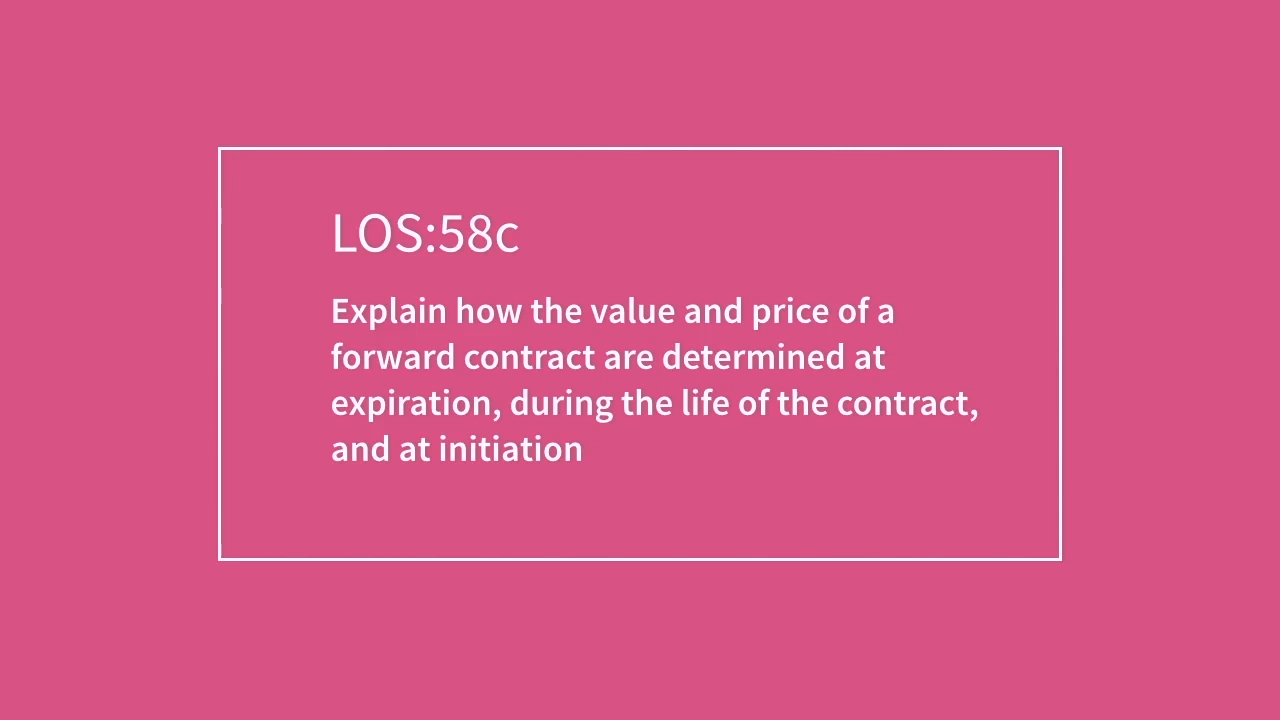 LOS:58c
Explain how the value and price of a
forward contract are determined at
expiration, during the life of the contract,
and at initiation